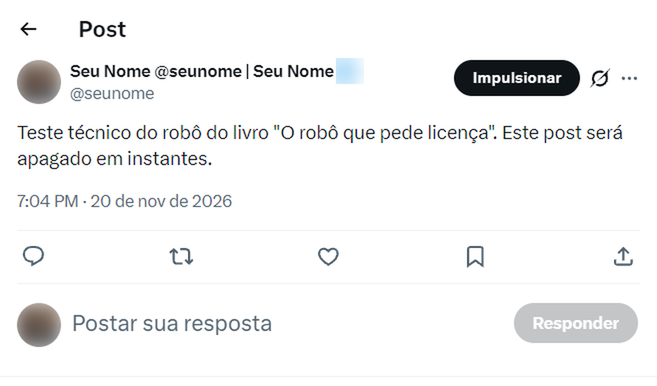 Post
Seu Nome @seunome | Seu Nome
Impulsionar
@seunome
Teste técnico do robô do livro "O robô que pede licença". Este post será
apagado em instantes.
7:04 PM · 20 de nov de 2026
Postar sua resposta
Responder